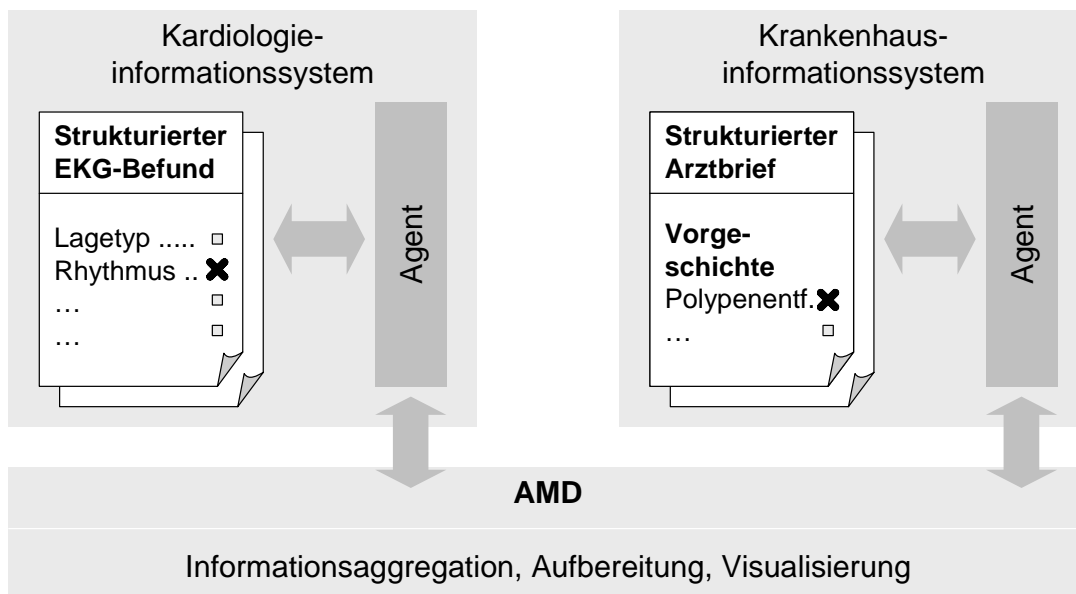 Kardiologie-
informationssystem
Strukturierter
EKG-Befund
Lagetyp .....
Rhythmus ..
...
...
Agent
Krankenhaus-
informationssystem
Strukturierter
Arztbrief
Vorge-
schichte
Polypenentf.
...
Agent
AMD
Informationsaggregation, Aufbereitung, Visualisierung